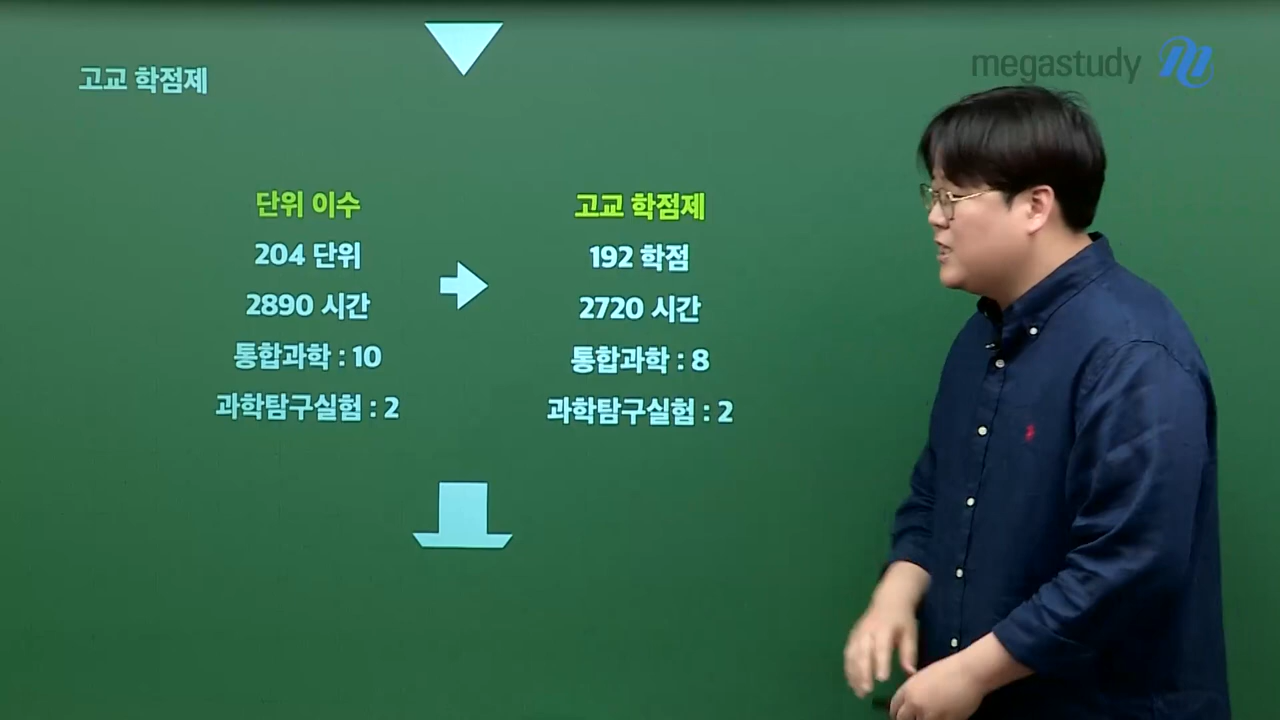 고교 학점제
megastudy
단위 이수
204 단위
2890 시간
통합과학 : 10
과학탐구실험 : 2
고교 학점제
192 학점
2720 시간
통합과학 : 8
과학탐구실험 : 2